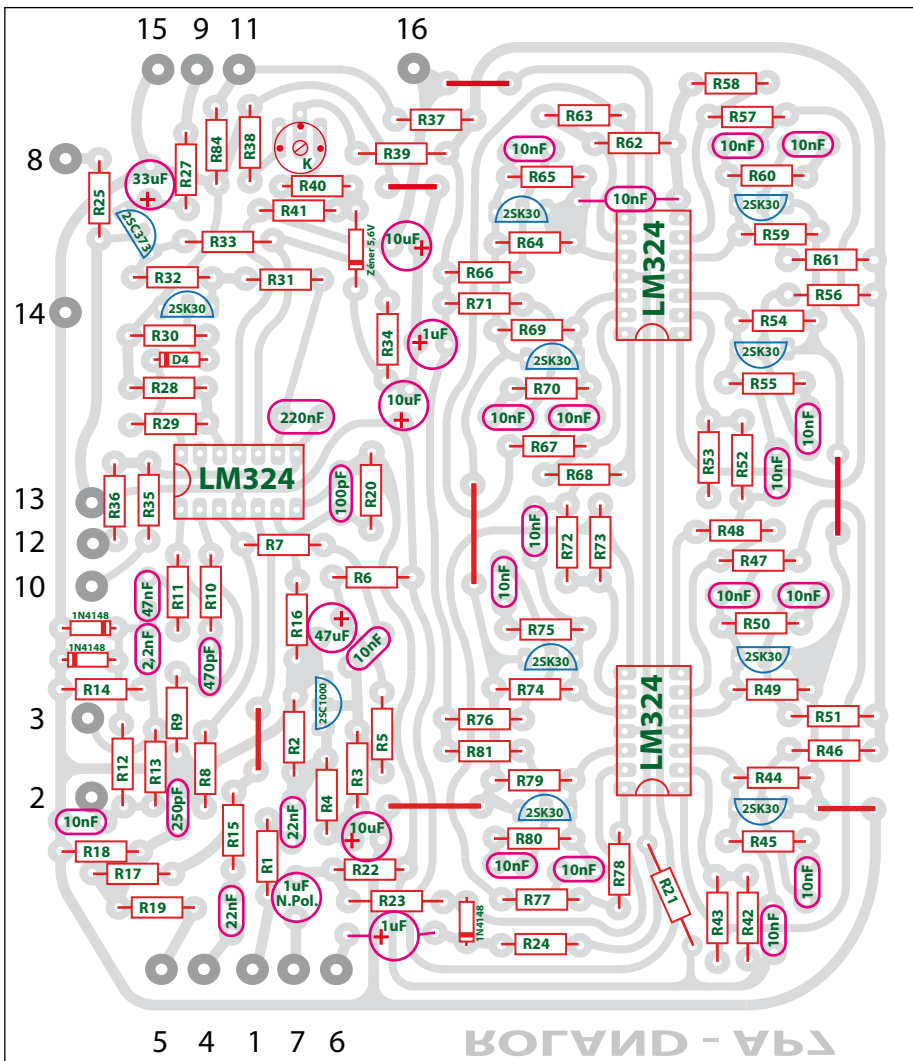 15 9 11 16
R58
R37 R63 R57
R84 R38 R62
8 R27 K R39 10nF 10nF 10nF
R25 33uF R40 R65 R60
10nF
R41 2SK30 2SK30
2SC373 R33 Zéner 5,6V 10uF R64 LM324 R59
R32 R31 R66 R61
14 2SK30 R71 R56
R30 R34 1uF R69 R54
D4 2SK30 2SK30
R28 R70 R55
220nF 10uF 10nF 10nF
R29 R67 10nF
LM324 R68 R53 R52 10nF
13 R36 R35 100pF R20
12 R7 10nF R72 R73 R48
R47
10 47nF R11 R10 R6 10nF 10nF 10nF
1N4148 R16 47uF R75 R50
1N4148 2,2nF 470pF 10nF 2SK30 2SK30
R14 R74 R49
3 R9 2SC1000 LM324
R12 R13 R8 R2 R3 R5 R76 R51
R81 R46
2 250pF R4 R79 R44
10nF R15 22nF 10uF 2SK30 2SK30
R18 R1 R80 R45
R17 R22 10nF 10nF R78 10nF
R19 22nF 1uF N.Pol. R23 R77 R21 R43 R42 10nF
1uF 1N4148 R24
5 4 1 7 6
ROLAND - AP7